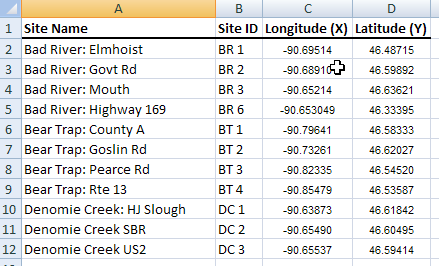 A B C D
1 Site Name Site ID Longitude (X) Latitude (Y)
2 Bad River: Elmhoist BR 1 -90.69514 46.48715
3 Bad River: Govt Rd BR 2 -90.68910 46.59892
4 Bad River: Mouth BR 3 -90.65214 46.63621
5 Bad River: Highway 169 BR 6 -90.653049 46.33395
6 Bear Trap: County A BT 1 -90.79641 46.58333
7 Bear Trap: Goslin Rd BT 2 -90.73261 46.62027
8 Bear Trap: Pearce Rd BT 3 -90.82335 46.54520
9 Bear Trap: Rte 13 BT 4 -90.85479 46.53587
10 Denomie Creek: HJ Slough DC 1 -90.63873 46.61842
11 Denomie Creek SBR DC 2 -90.65490 46.60495
12 Denomie Creek US2 DC 3 -90.65537 46.59414